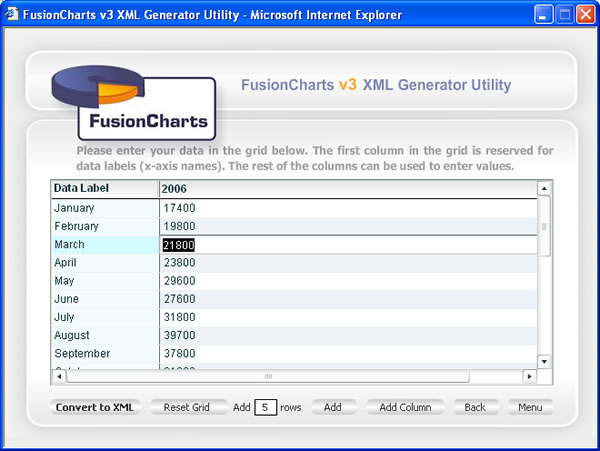 FusionCharts v3 XML Generator Utility - Microsoft Internet Explorer
FusionCharts v3 XML Generator Utility
FusionCharts
Please enter your data in the grid below. The first column in the grid is reserved for
data labels (x-axis names). The rest of the columns can be used to enter values.
Data Label 2006
January 17400
February 19800
March 21800
April 23800
May 29600
June 27600
July 31800
August 39700
September 37800
Convert to XML Reset Grid Add 5 rows Add Add Column Back Menu